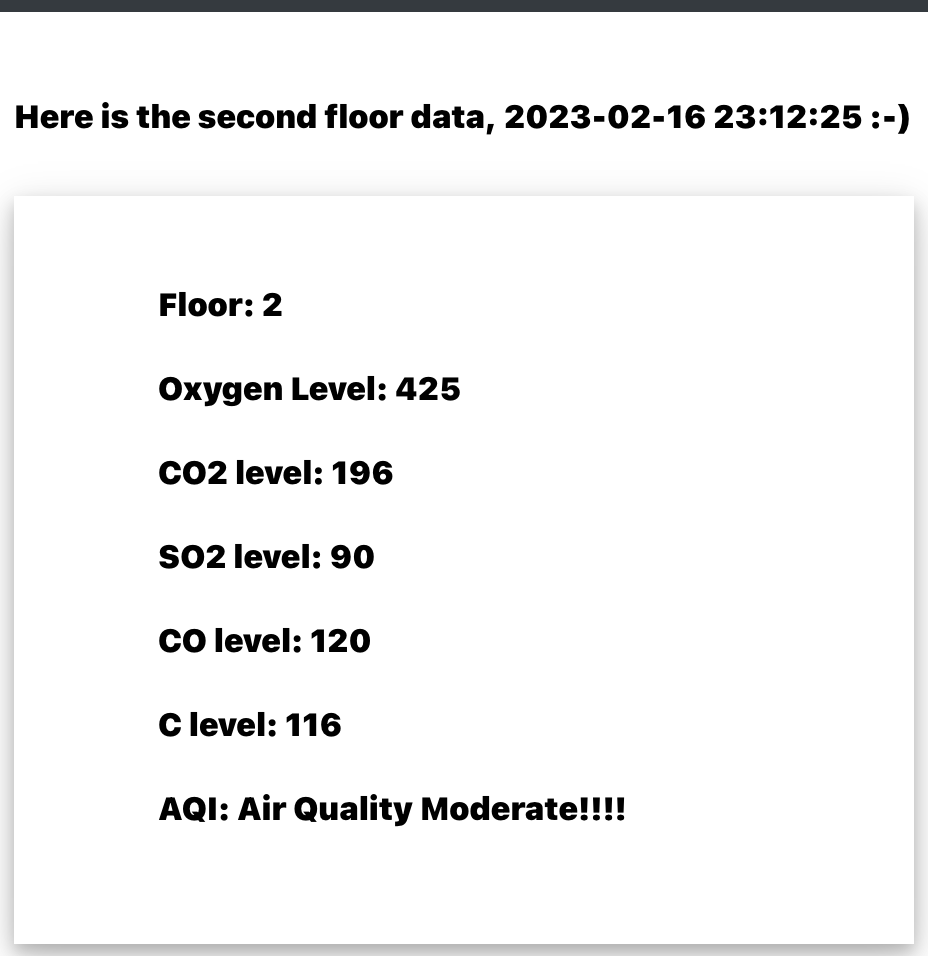 Here is the second floor data, 2023-02-16 23:12:25 :-)
Floor: 2
Oxygen Level: 425
CO2 level: 196
SO2 level: 90
CO level: 120
C level: 116
AQI: Air Quality Moderate!!!!